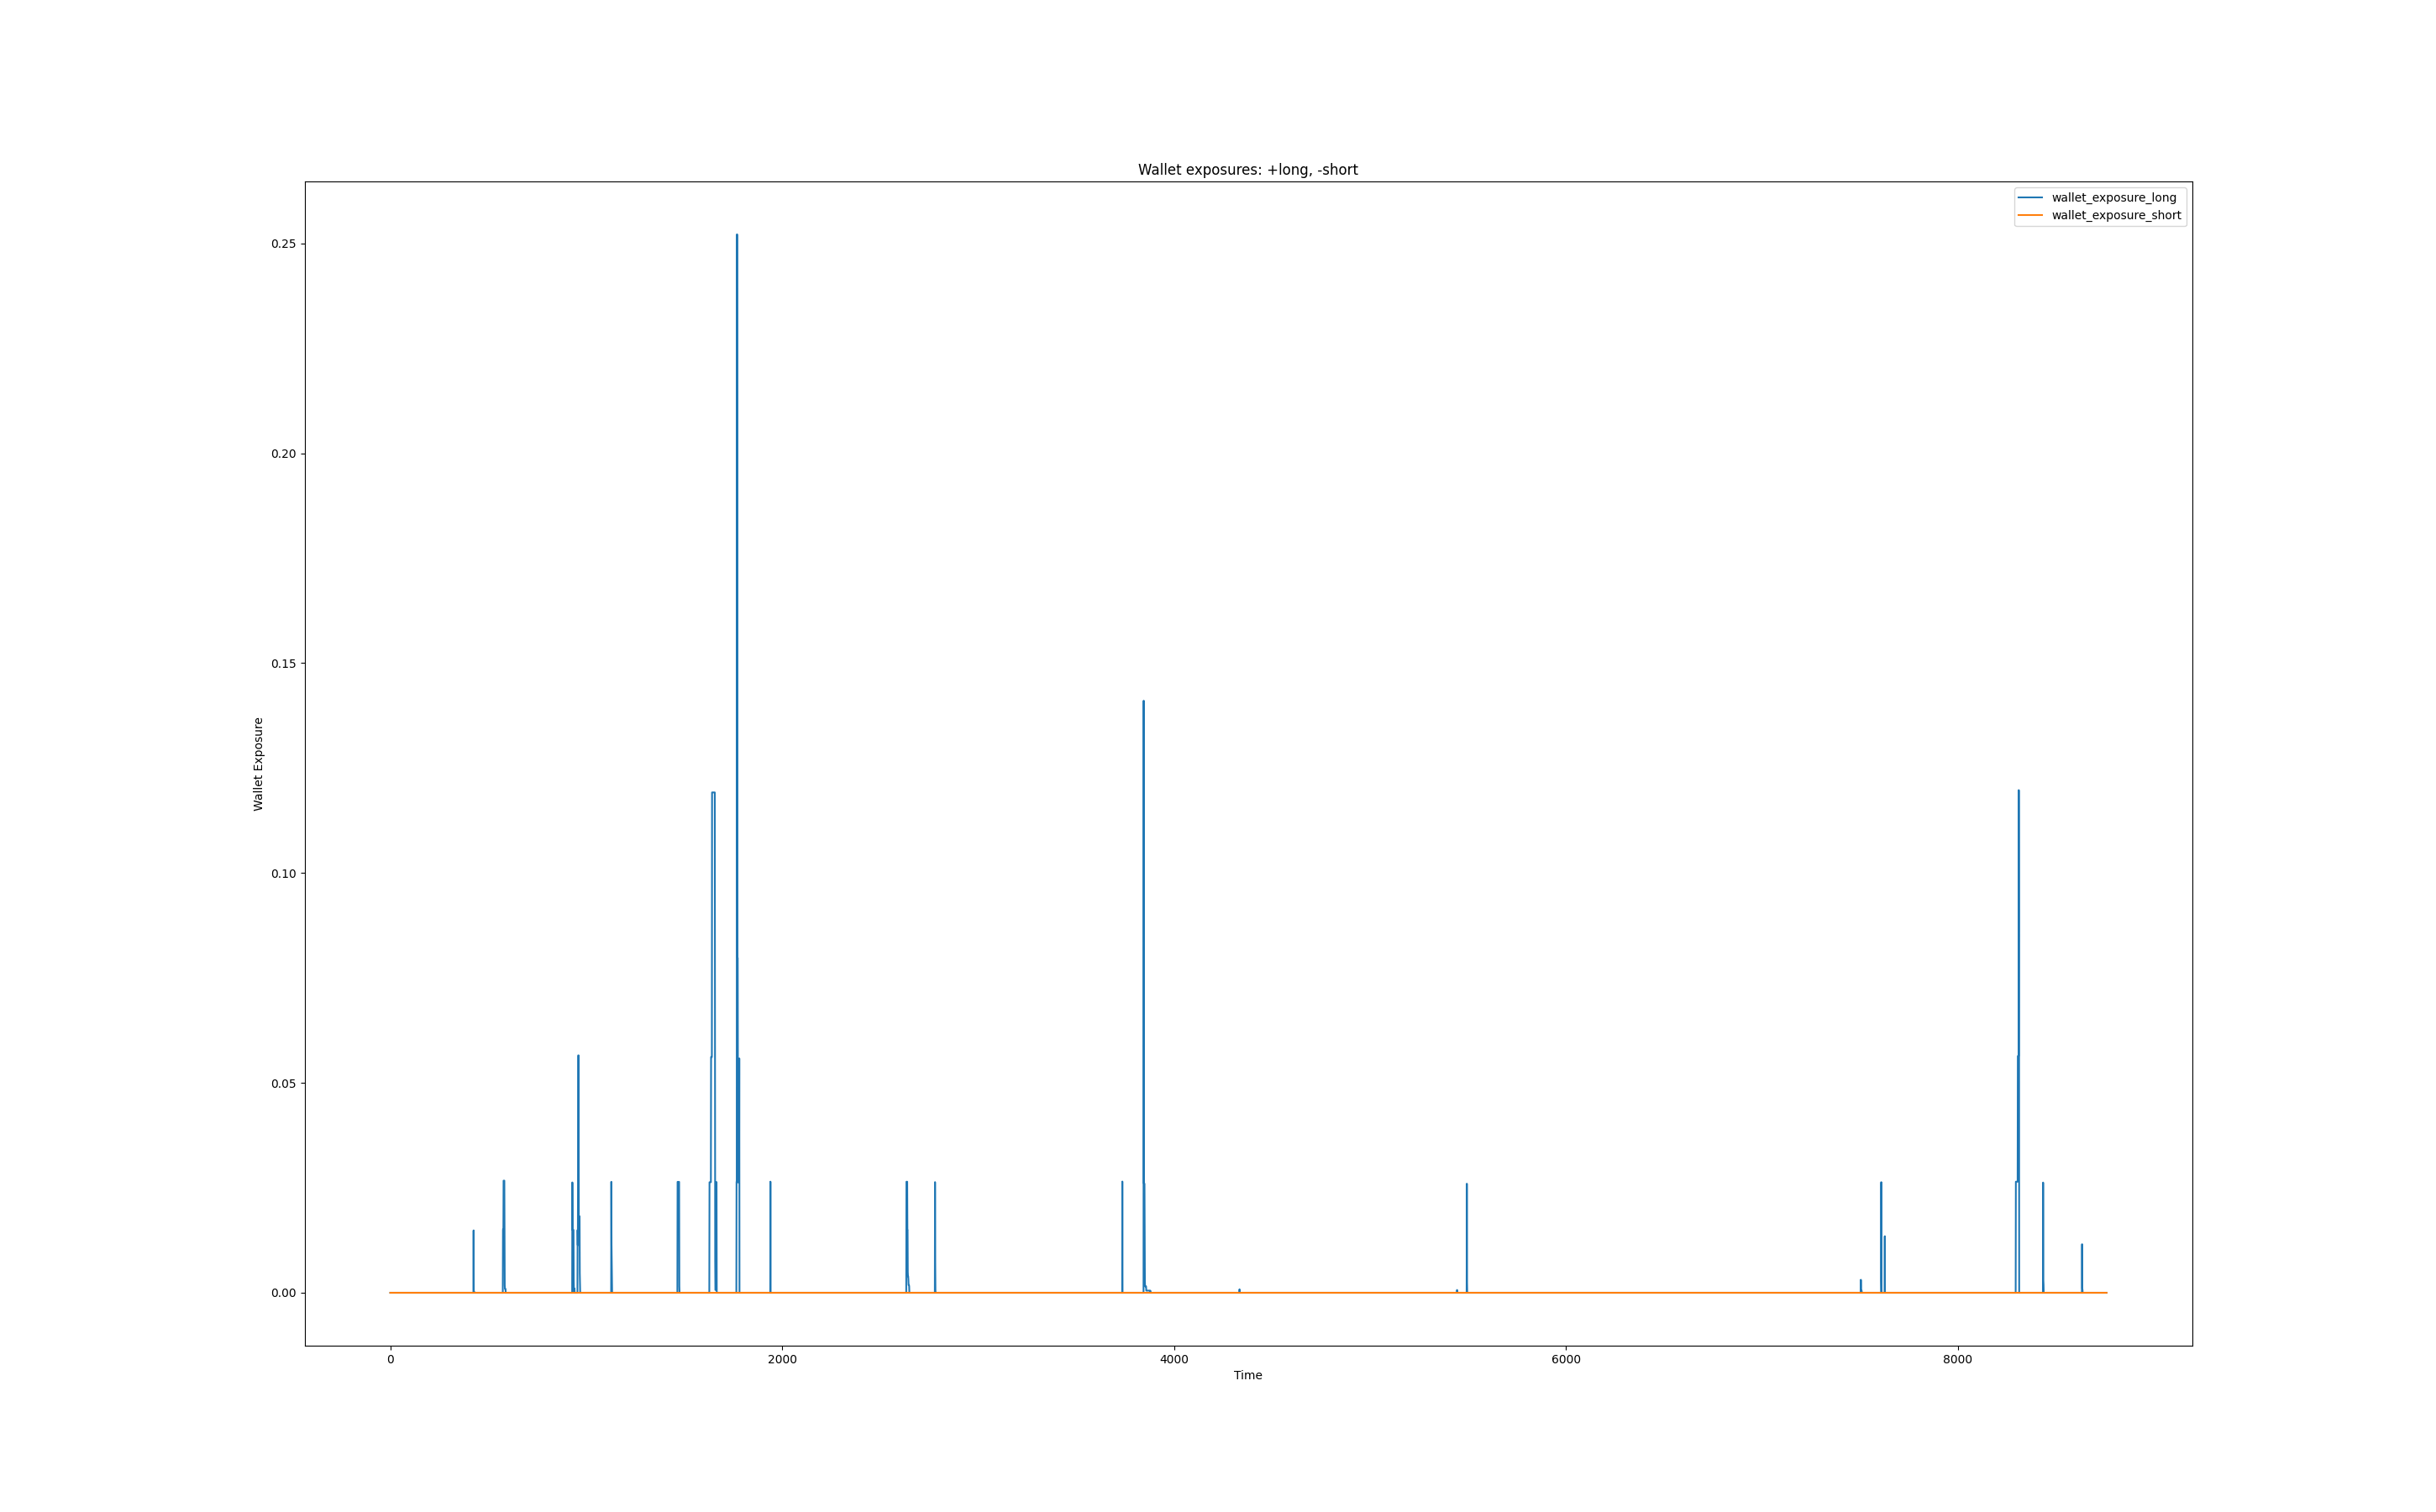 Wallet exposures: +long, -short
wallet_exposure_long
wallet_exposure_short
0.25
0.20
0.15
0.10
0.05
0.00
Wallet Exposure
0 2000 4000 6000 8000
Time